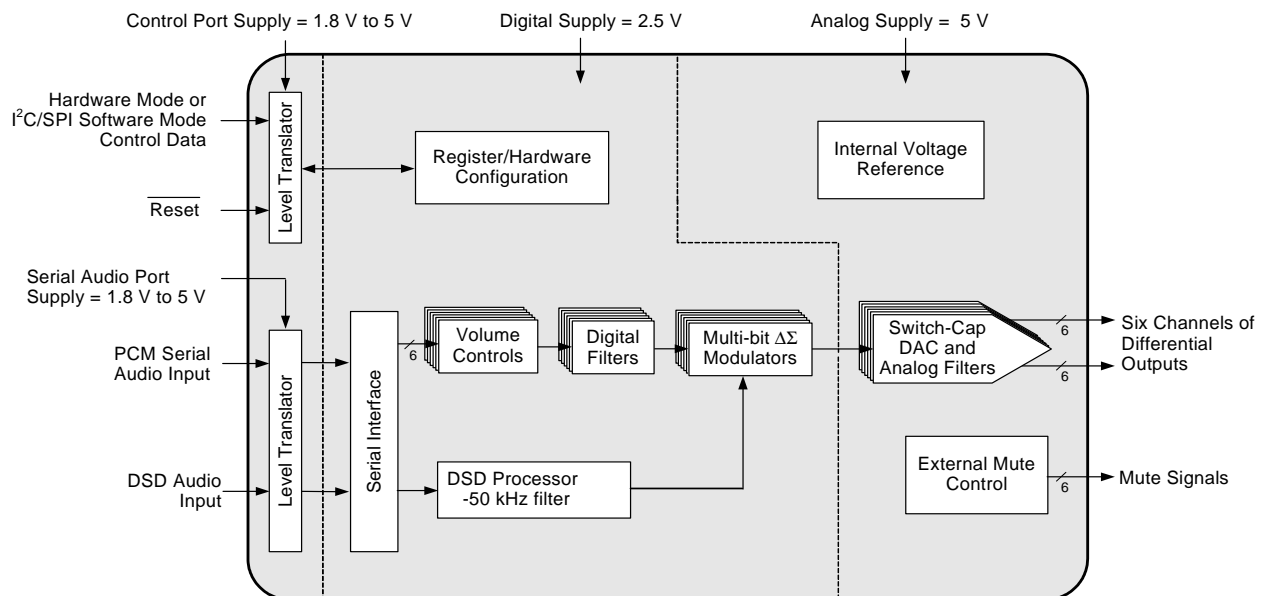 Control Port Supply = 1.8 V to 5 V
Digital Supply = 2.5 V
Analog Supply = 5 V
Hardware Mode or
I²C/SPI Software Mode
Control Data
Level Translator
Register/Hardware
Configuration
Internal Voltage
Reference
Reset
Serial Audio Port
Supply = 1.8 V to 5 V
PCM Serial
Audio Input
DSD Audio
Input
Level Translator
Serial Interface
6
Volume
Controls
Digital
Filters
Multi-bit ΔΣ
Modulators
Switch-Cap
DAC and
Analog Filters
6
6
Six Channels of
Differential
Outputs
DSD Processor
-50 kHz filter
External Mute
Control
6
Mute Signals